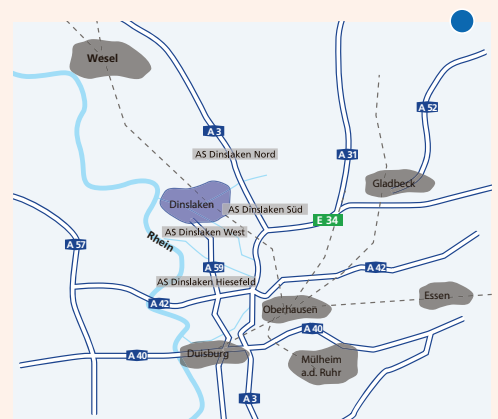 Wesel
A 52
A 3
A 31
AS Dinslaken Nord
Gladbeck
Dinslaken
AS Dinslaken Süd
E 34
AS Dinslaken West
Rhein
A 57
A 59
A 42
AS Dinslaken Hiesefeld
Essen
A 42
Oberhausen
A 40
A 40
Duisburg
Mülheim
a.d. Ruhr
A 3